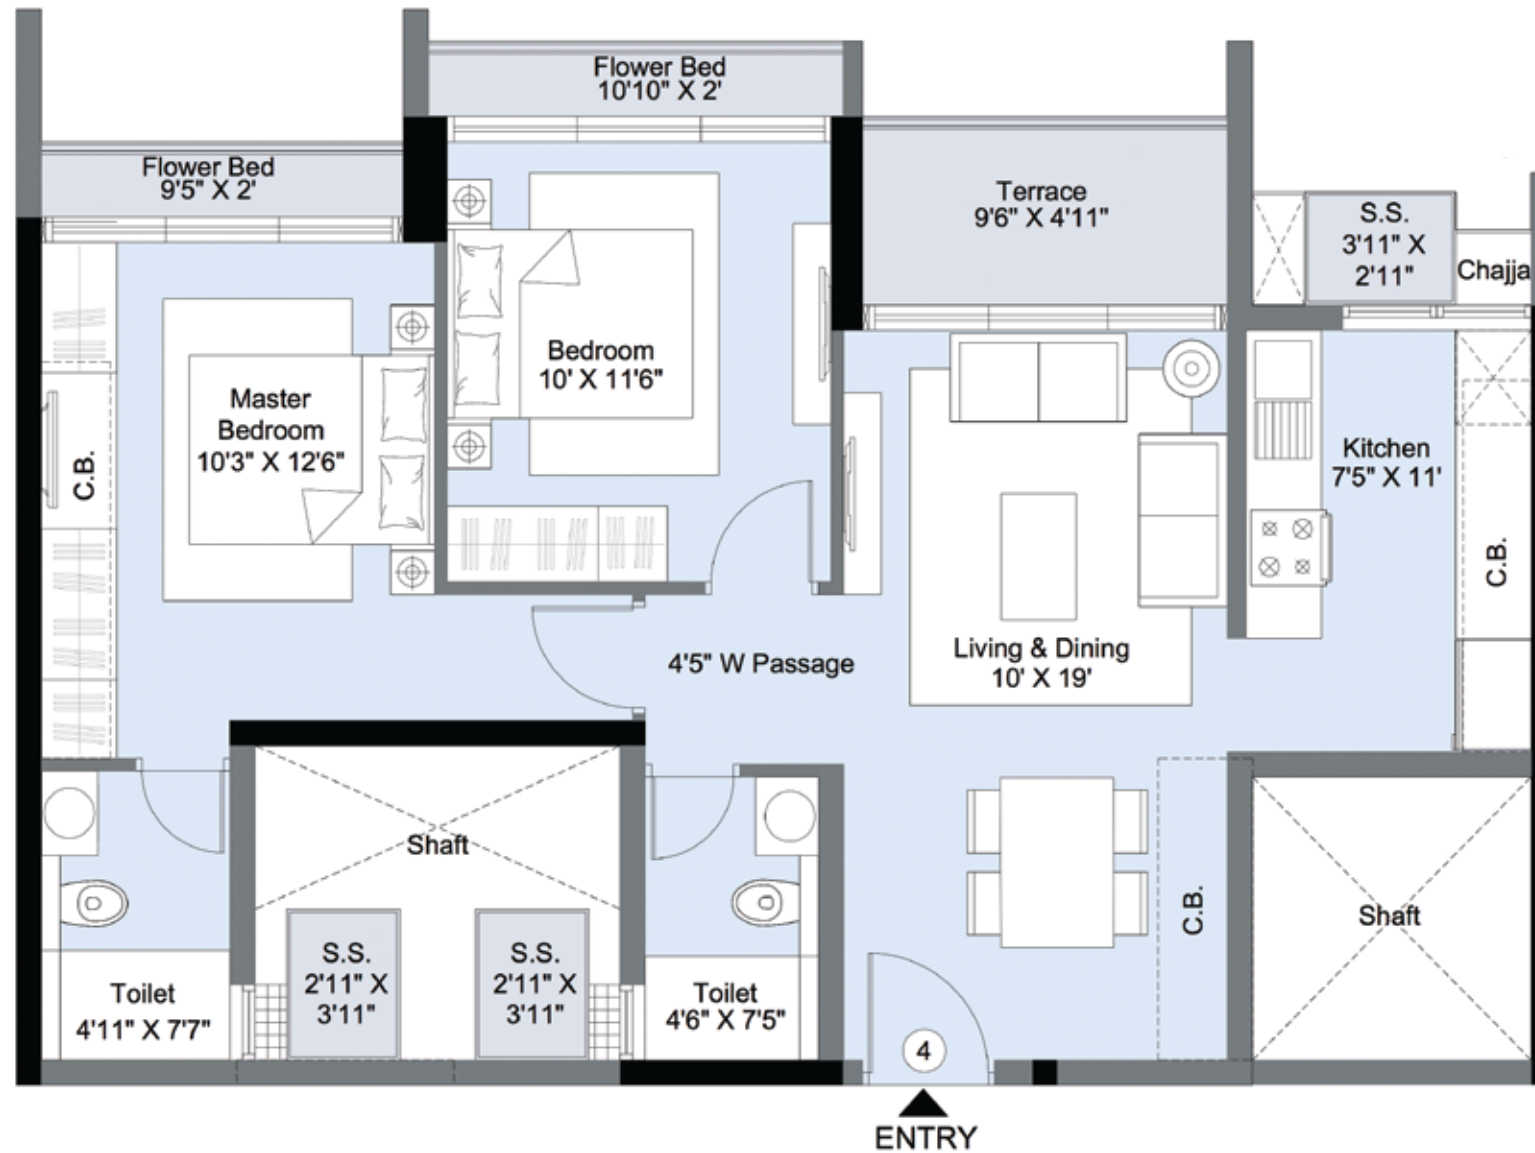 Flower Bed
10'10" X 2'
Flower Bed
9'5" X 2'
Terrace
9'6" X 4'11"
S.S.
3'11" X
2'11"
Chajja
Bedroom
10' X 11'6"
Master
Bedroom
10'3" X 12'6"
C.B.
Kitchen
7'5" X 11'
C.B.
4'5" W Passage
Living & Dining
10' X 19'
Shaft
C.B.
Shaft
S.S.
2'11" X
3'11"
S.S.
2'11" X
3'11"
Toilet
4'11" X 7'7"
Toilet
4'6" X 7'5"
4
ENTRY